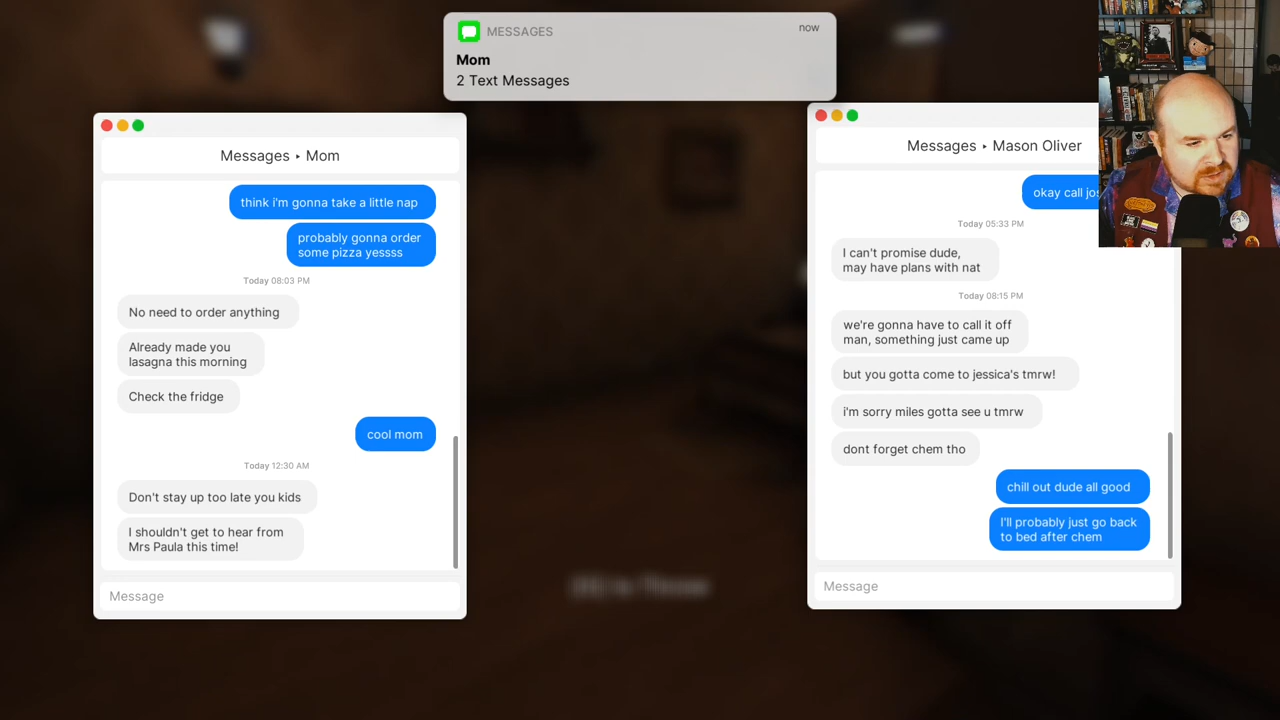 MESSAGES
now
Mom
2 Text Messages
Messages ▸ Mom
think i'm gonna take a little nap
probably gonna order
some pizza yessss
Today 08:03 PM
No need to order anything
Already made you
lasagna this morning
Check the fridge
cool mom
Today 12:30 AM
Don't stay up too late you kids
I shouldn't get to hear from
Mrs Paula this time!
Message
Messages ▸ Mason Oliver
okay call
Today 05:33 PM
I can't promise dude,
may have plans with nat
Today 08:15 PM
we're gonna have to call it off
man, something just came up
but you gotta come to jessica's tmrw!
i'm sorry miles gotta see u tmrw
dont forget chem tho
chill out dude all good
I'll probably just go back
to bed after chem
Message